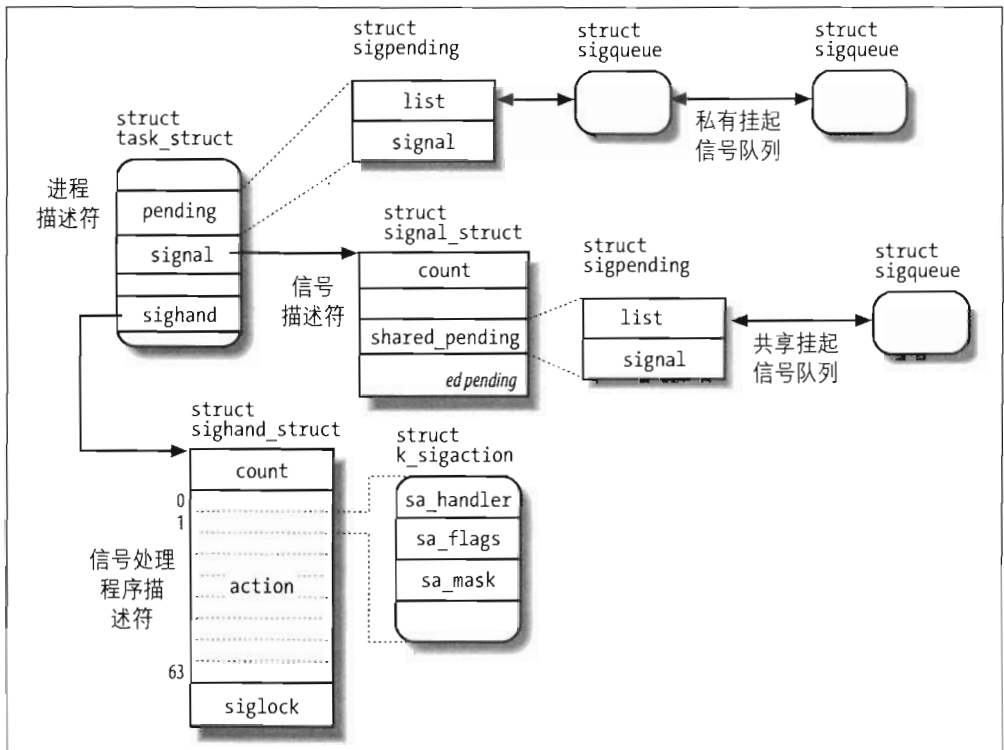 struct
sigpending
struct
sigqueue
struct
sigqueue
list
signal
私有挂起
信号队列
struct
task_struct
进程
描述符
pending
signal
sighand
struct
signal_struct
信号
描述符
count
shared_pending
ed pending
struct
sigpending
list
signal
struct
sigqueue
共享挂起
信号队列
struct
sighand_struct
count
0
1
信号处理
程序描
述符
action
63
siglock
struct
k_sigaction
sa_handler
sa_flags
sa_mask